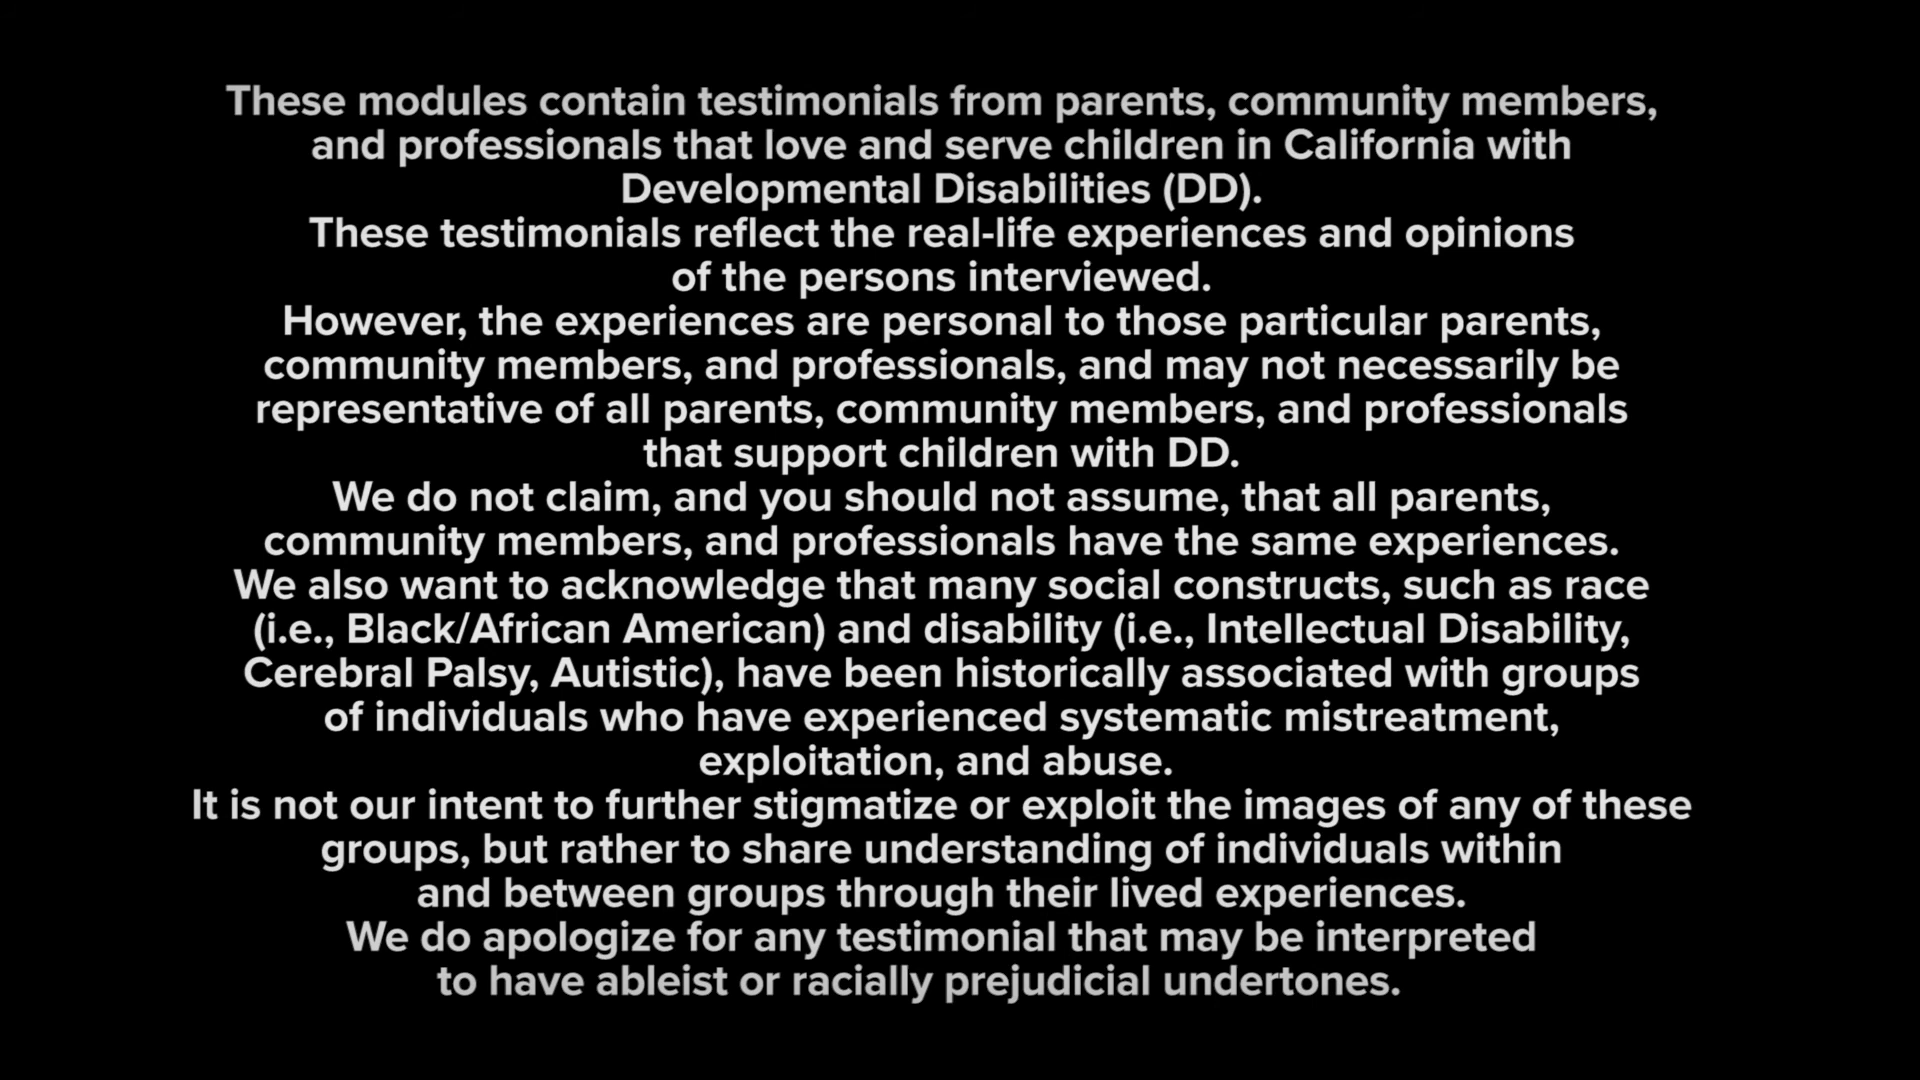 These modules contain testimonials from parents, community members,
and professionals that love and serve children in California with
Developmental Disabilities (DD).
These testimonials reflect the real-life experiences and opinions
of the persons interviewed.
However, the experiences are personal to those particular parents,
community members, and professionals, and may not necessarily be
representative of all parents, community members, and professionals
that support children with DD.
We do not claim, and you should not assume, that all parents,
community members, and professionals have the same experiences.
We also want to acknowledge that many social constructs, such as race
(i.e., Black/African American) and disability (i.e., Intellectual Disability,
Cerebral Palsy, Autistic), have been historically associated with groups
of individuals who have experienced systematic mistreatment,
exploitation, and abuse.
It is not our intent to further stigmatize or exploit the images of any of these
groups, but rather to share understanding of individuals within
and between groups through their lived experiences.
We do apologize for any testimonial that may be interpreted
to have ableist or racially prejudicial undertones.